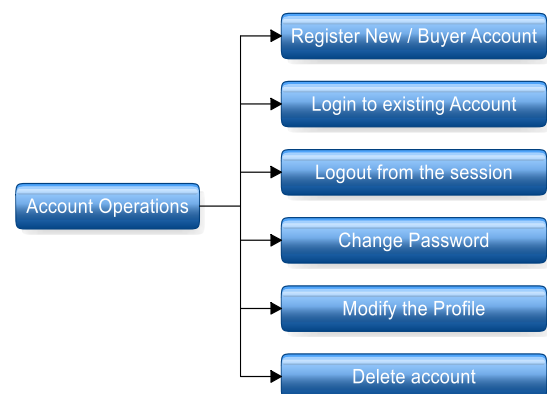 Register New / Buyer Account
Login to existing Account
Logout from the session
Account Operations
Change Password
Modify the Profile
Delete account